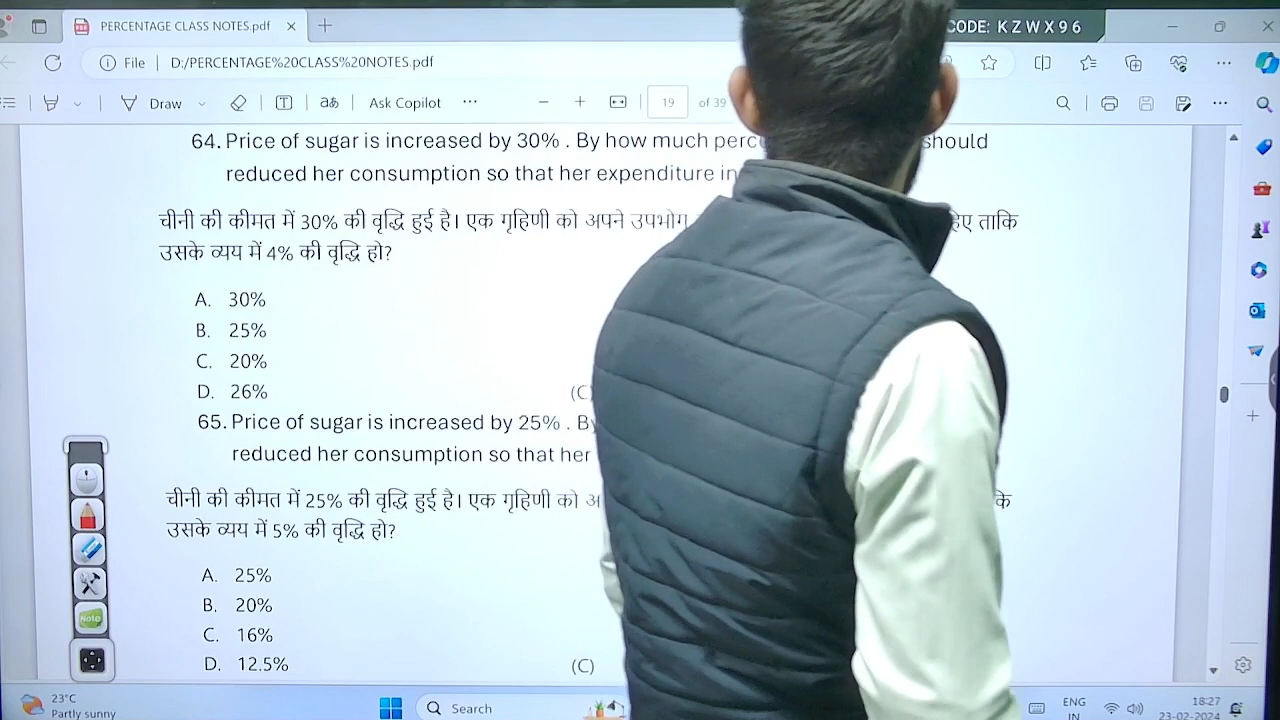 PERCENTAGE CLASS NOTES.pdf
CODE: KZWX96
File
D:/PERCENTAGE%20CLASS%20NOTES.pdf
Draw
aあ
Ask Copilot
19 of 39
64. Price of sugar is increased by 30% . By how much should
reduced her consumption so that her expenditure in
चीनी की कीमत में 30% की वृद्धि हुई है। एक गृहिणी को अपने उपभोग ताकि
उसके व्यय में 4% की वृद्धि हो?
A. 30%
B. 25%
C. 20%
D. 26%
(C)
65. Price of sugar is increased by 25% .
reduced her consumption so that her
चीनी की कीमत में 25% की वृद्धि हुई है। एक गृहिणी को
उसके व्यय में 5% की वृद्धि हो?
A. 25%
B. 20%
C. 16%
D. 12.5%
(C)
Note
23°C
Partly sunny
Search
ENG
IN
18:27
23-02-2024